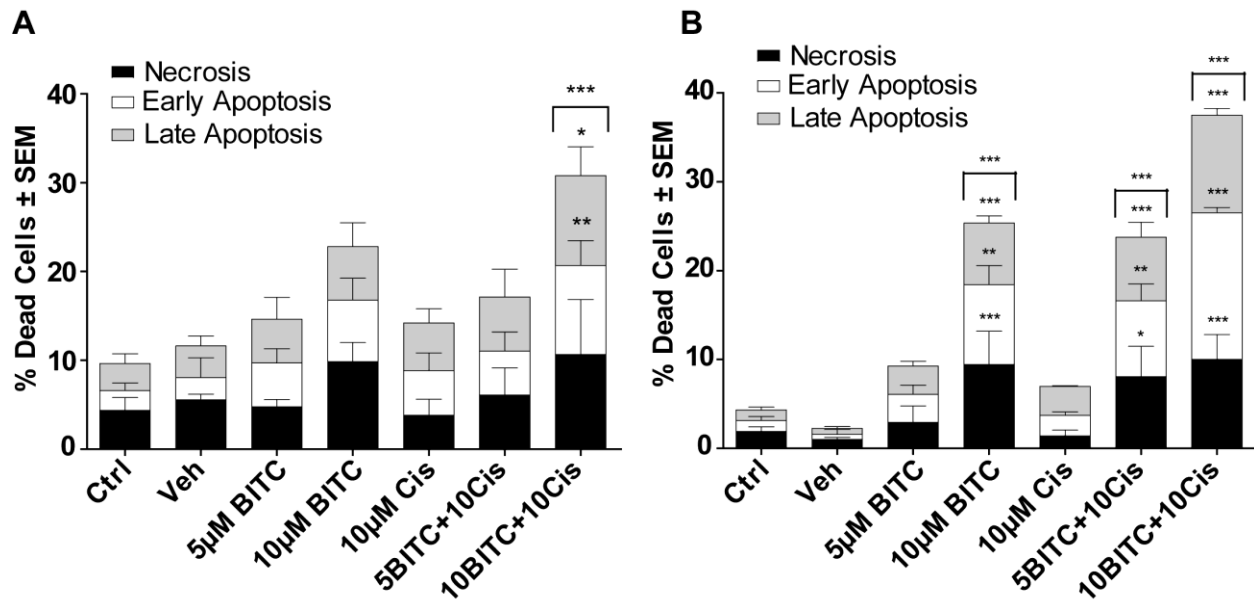 A
Necrosis
Early Apoptosis
Late Apoptosis
***
*
**
% Dead Cells ± SEM
40
30
20
10
0
Ctrl
Veh
5µM BITC
10µM BITC
10µM Cis
5BITC+10Cis
10BITC+10Cis
B
Necrosis
Early Apoptosis
Late Apoptosis
***
***
**
***
***
***
**
*
***
***
***
***
% Dead Cells ± SEM
40
30
20
10
0
Ctrl
Veh
5µM BITC
10µM BITC
10µM Cis
5BITC+10Cis
10BITC+10Cis